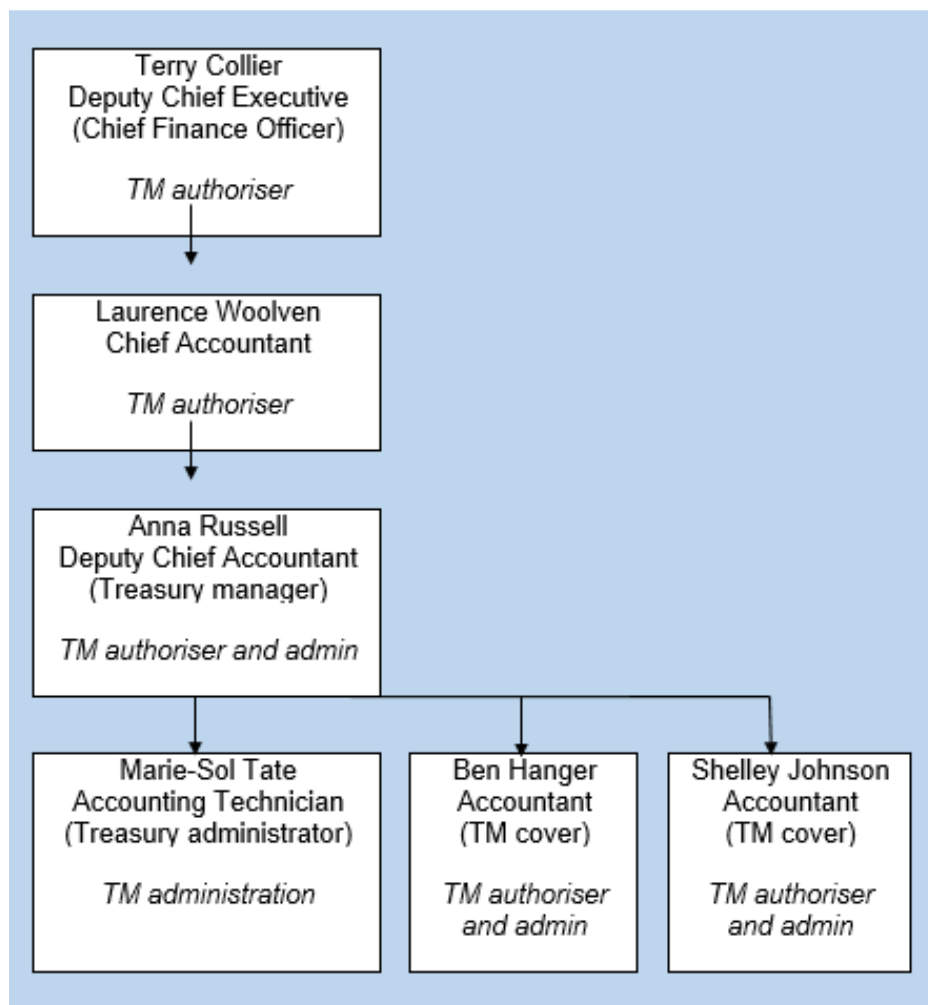 Terry Collier
Deputy Chief Executive
(Chief Finance Officer)
TM authoriser
Laurence Woolven
Chief Accountant
TM authoriser
Anna Russell
Deputy Chief Accountant
(Treasury manager)
TM authoriser and admin
Marie-Sol Tate
Accounting Technician
(Treasury administrator)
TM administration
Ben Hanger
Accountant
(TM cover)
TM authoriser
and admin
Shelley Johnson
Accountant
(TM cover)
TM authoriser
and admin